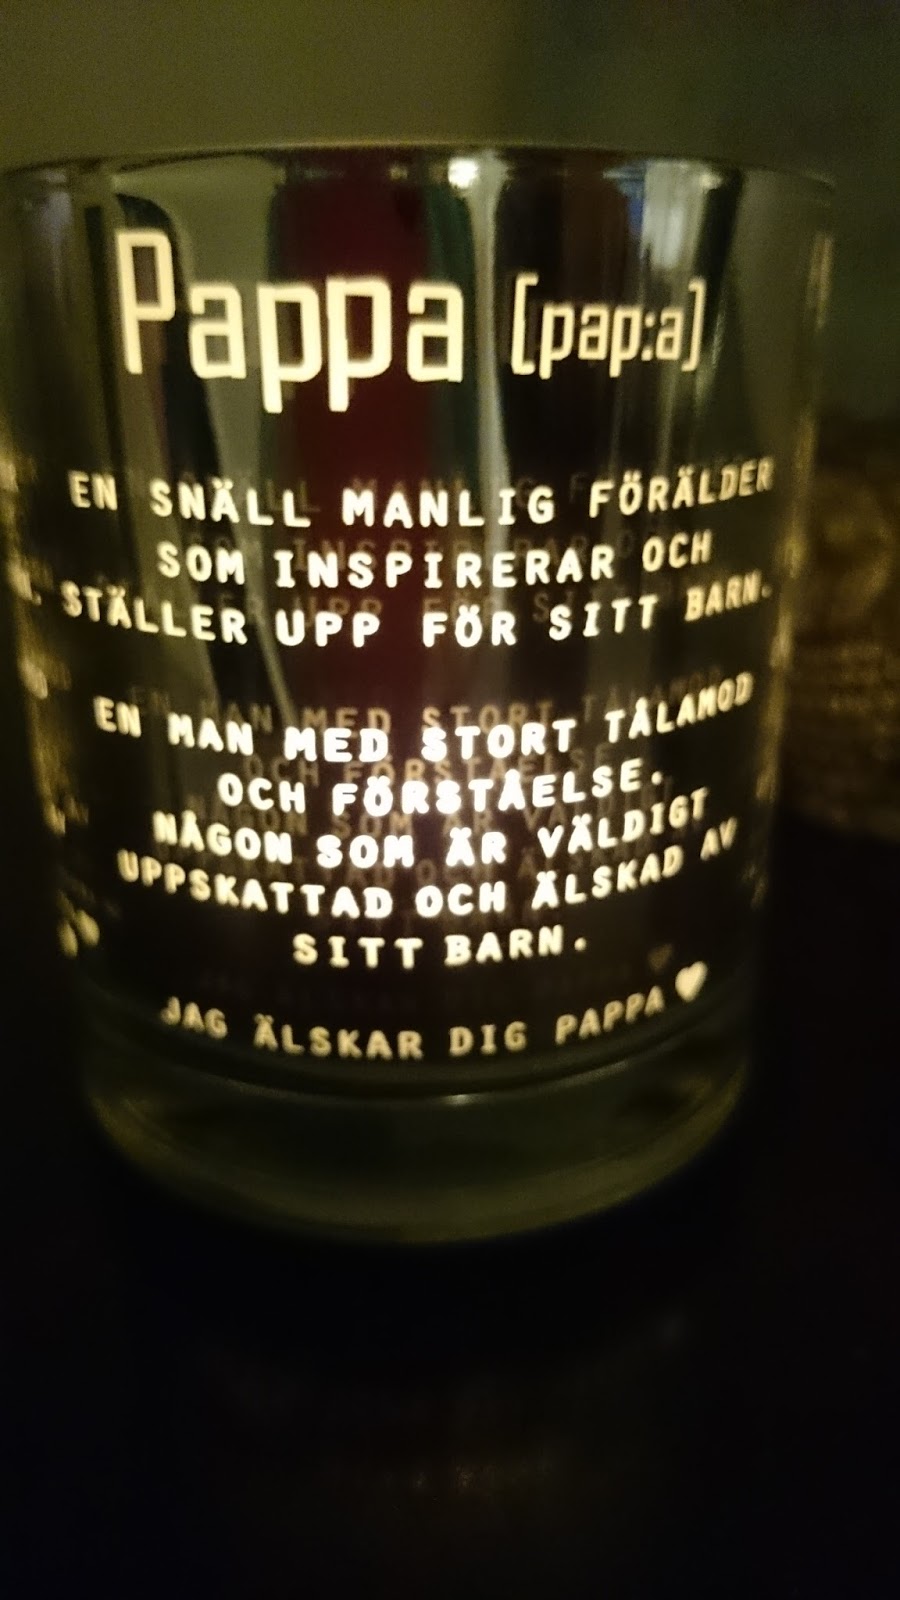 Pappa [pap:a]
EN SNÄLL MANLIG FÖRÄLDER
SOM INSPIRERAR OCH
STÄLLER UPP FÖR SITT BARN.
EN MAN MED STORT TÅLAMOD
OCH FÖRSTÅELSE.
NÅGON SOM ÄR VÄLDIGT
UPPSKATTAD OCH ÄLSKAD AV
SITT BARN.
JAG ÄLSKAR DIG PAPPA ♥